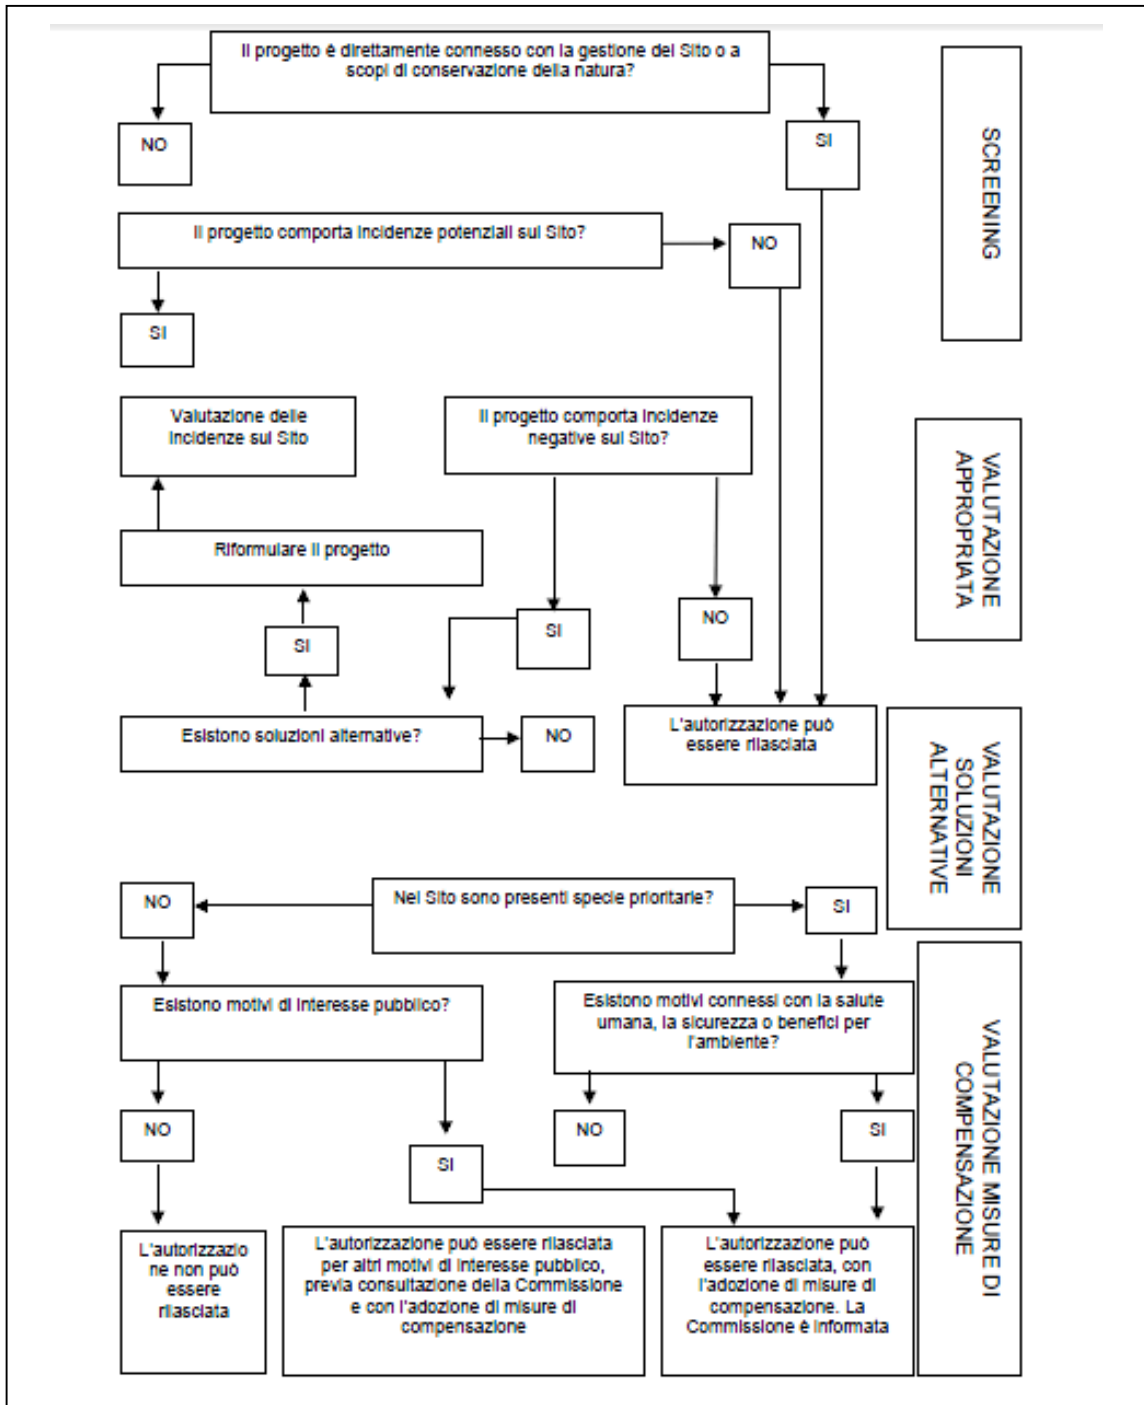 Il progetto è direttamente connesso con la gestione del Sito o a
scopi di conservazione della natura?
NO
SI
SCREENING
Il progetto comporta incidenze potenziali sul Sito?
NO
SI
Valutazione delle
incidenze sul Sito
Il progetto comporta incidenze
negative sul Sito?
VALUTAZIONE
APPROPRIATA
Riformulare il progetto
SI
SI
NO
Esistono soluzioni alternative?
NO
L'autorizzazione può
essere rilasciata
VALUTAZIONE
SOLUZIONI
ALTERNATIVE
NO
Nel Sito sono presenti specie prioritarie?
SI
Esistono motivi di interesse pubblico?
Esistono motivi connessi con la salute
umana, la sicurezza o benefici per
l'ambiente?
VALUTAZIONE MISURE DI
COMPENSAZIONE
NO
SI
NO
SI
L'autorizzazio
ne non può
essere
rilasciata
L'autorizzazione può essere rilasciata
per altri motivi di interesse pubblico,
previa consultazione della Commissione
e con l'adozione di misure di
compensazione
L'autorizzazione può
essere rilasciata, con
l'adozione di misure di
compensazione. La
Commissione è informata